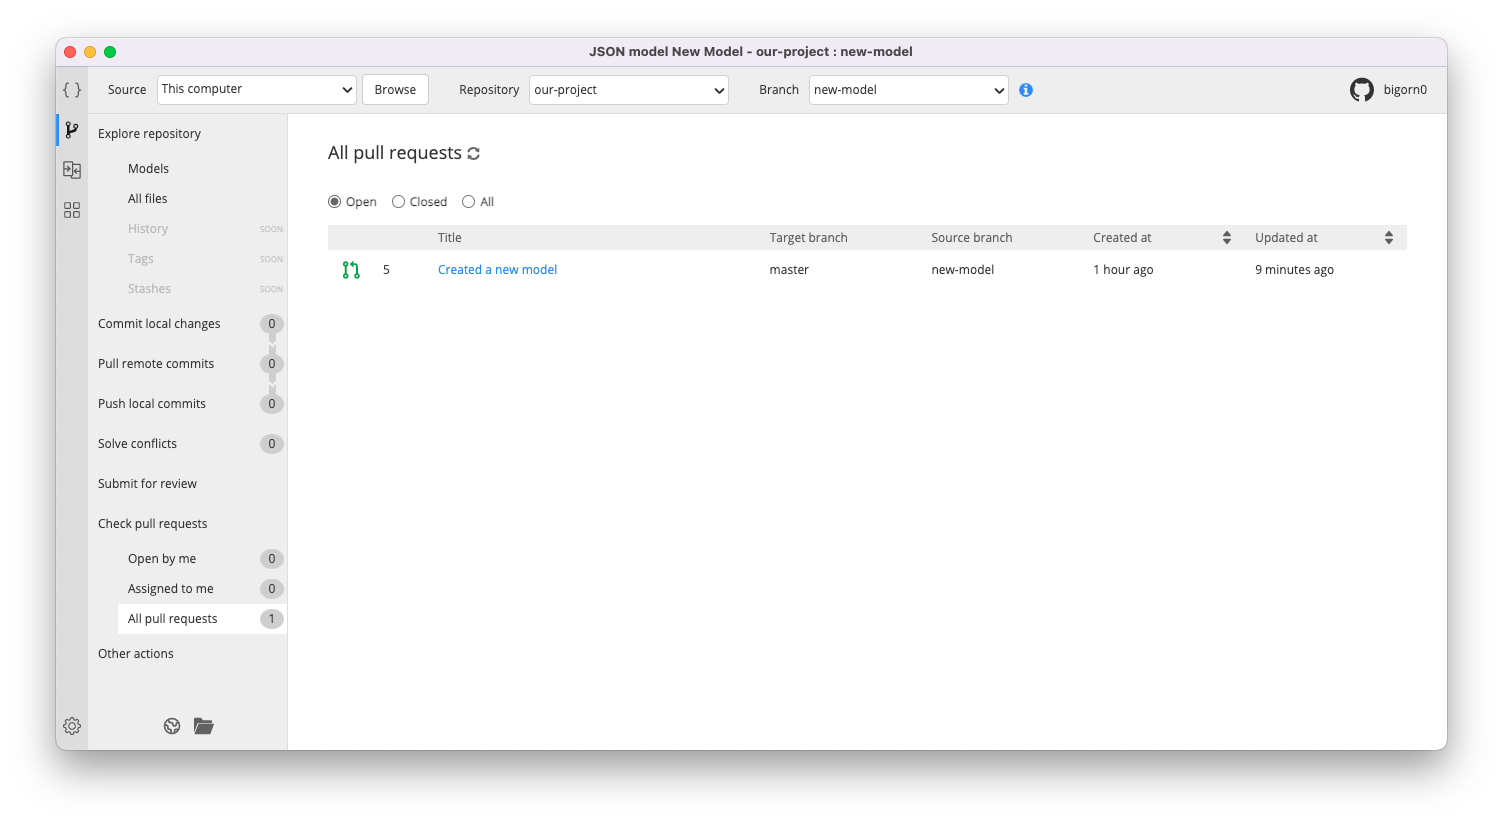 JSON model New Model - our-project : new-model
Source This computer Browse Repository our-project Branch new-model bigorn0
Explore repository
Models
All files
History SOON
Tags SOON
Stashes SOON
Commit local changes 0
Pull remote commits 0
Push local commits 0
Solve conflicts 0
Submit for review
Check pull requests
Open by me 0
Assigned to me 0
All pull requests 1
Other actions
All pull requests
Open Closed All
Title Target branch Source branch Created at Updated at
5 Created a new model master new-model 1 hour ago 9 minutes ago